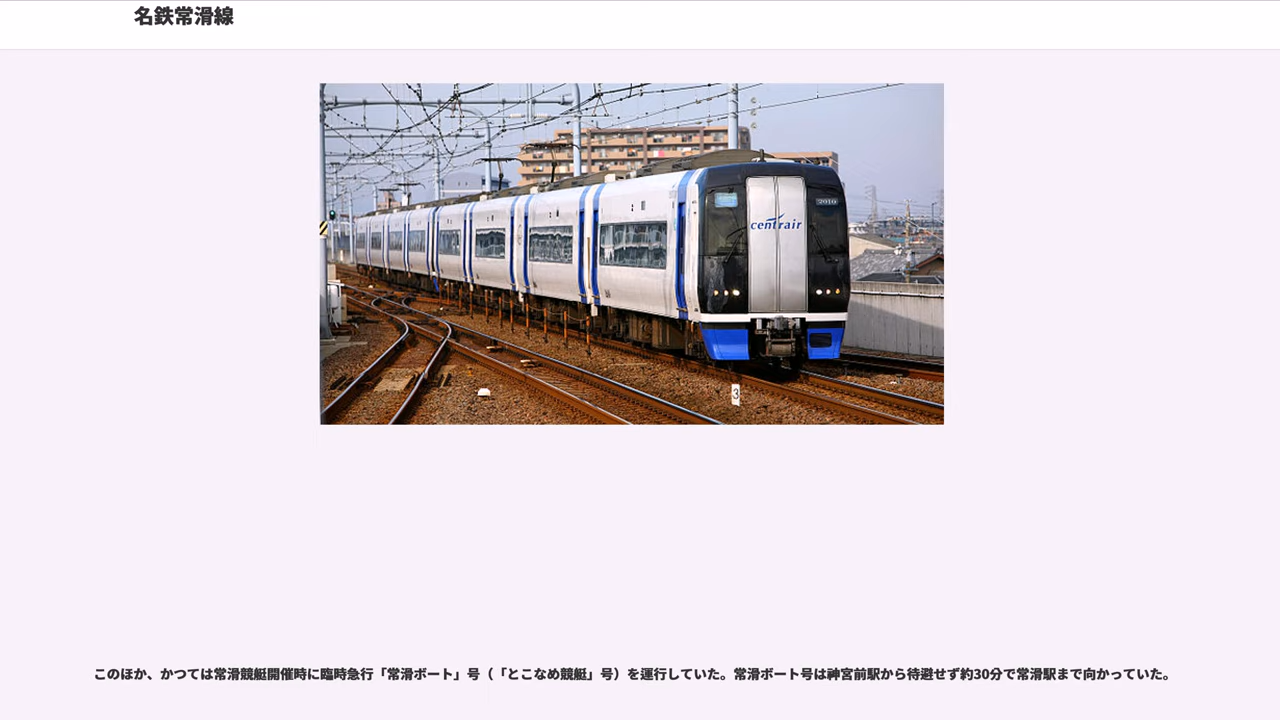 名鉄常滑線
2010
centrair
3
このほか、かつては常滑競艇開催時に臨時急行「常滑ボート」号（「とこなめ競艇」号）を運行していた。常滑ボート号は神宮前駅から待避せず約30分で常滑駅まで向かっていた。